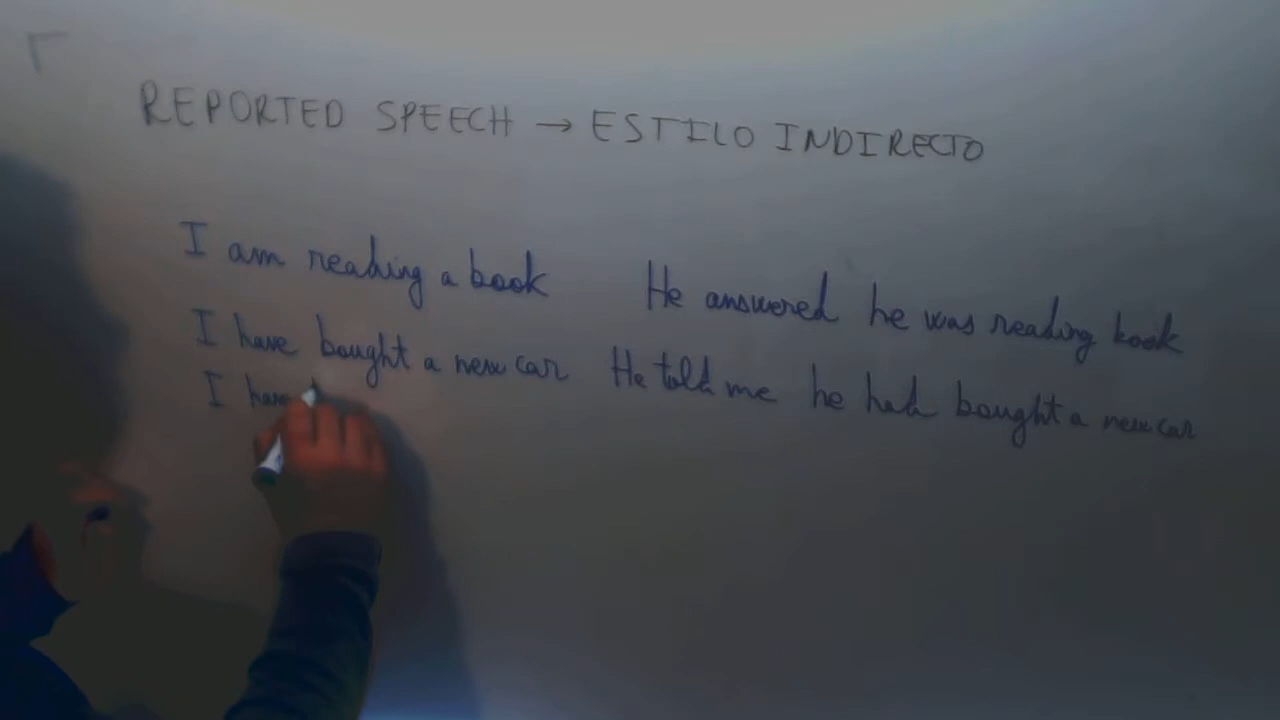 REPORTED SPEECH → ESTILO INDIRECTO
I am reading a book He answered he was reading book
I have bought a new car He told me he had bought a new car
I have